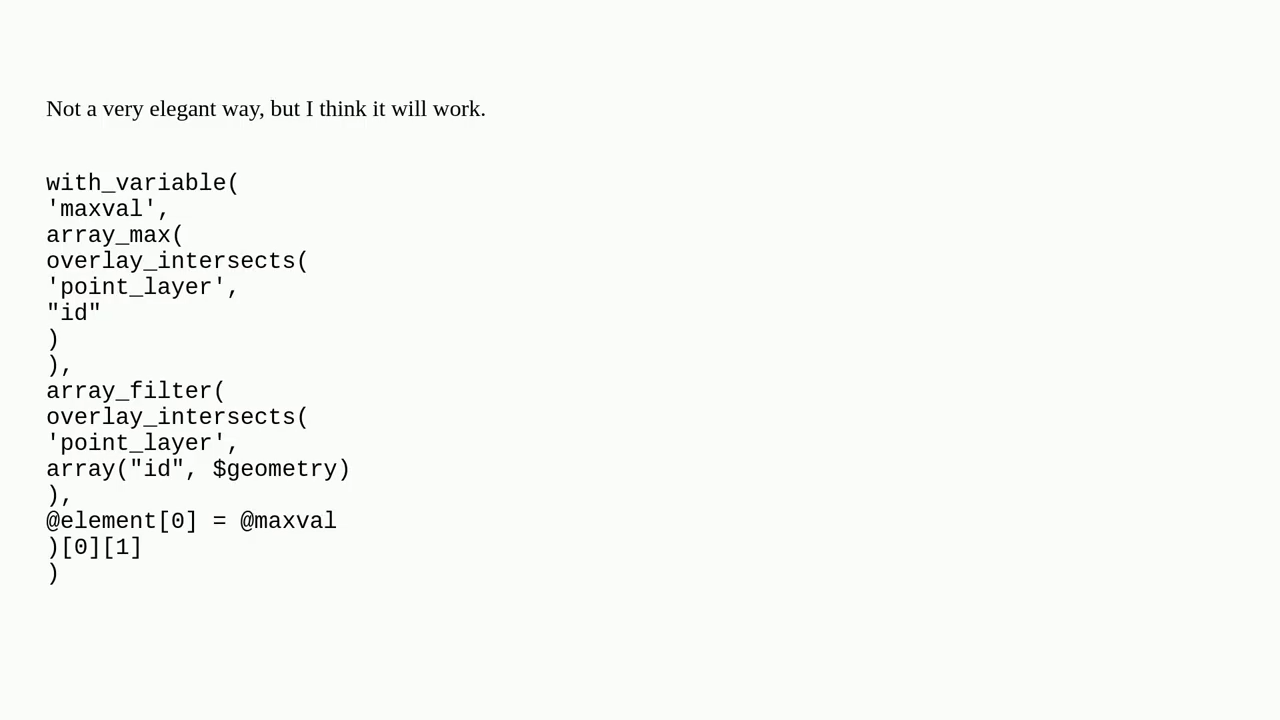 Not a very elegant way, but I think it will work.
with_variable(
'maxval',
array_max(
overlay_intersects(
'point_layer',
"id"
)
),
array_filter(
overlay_intersects(
'point_layer',
array("id", $geometry)
),
@element[0] = @maxval
)[0][1]
)